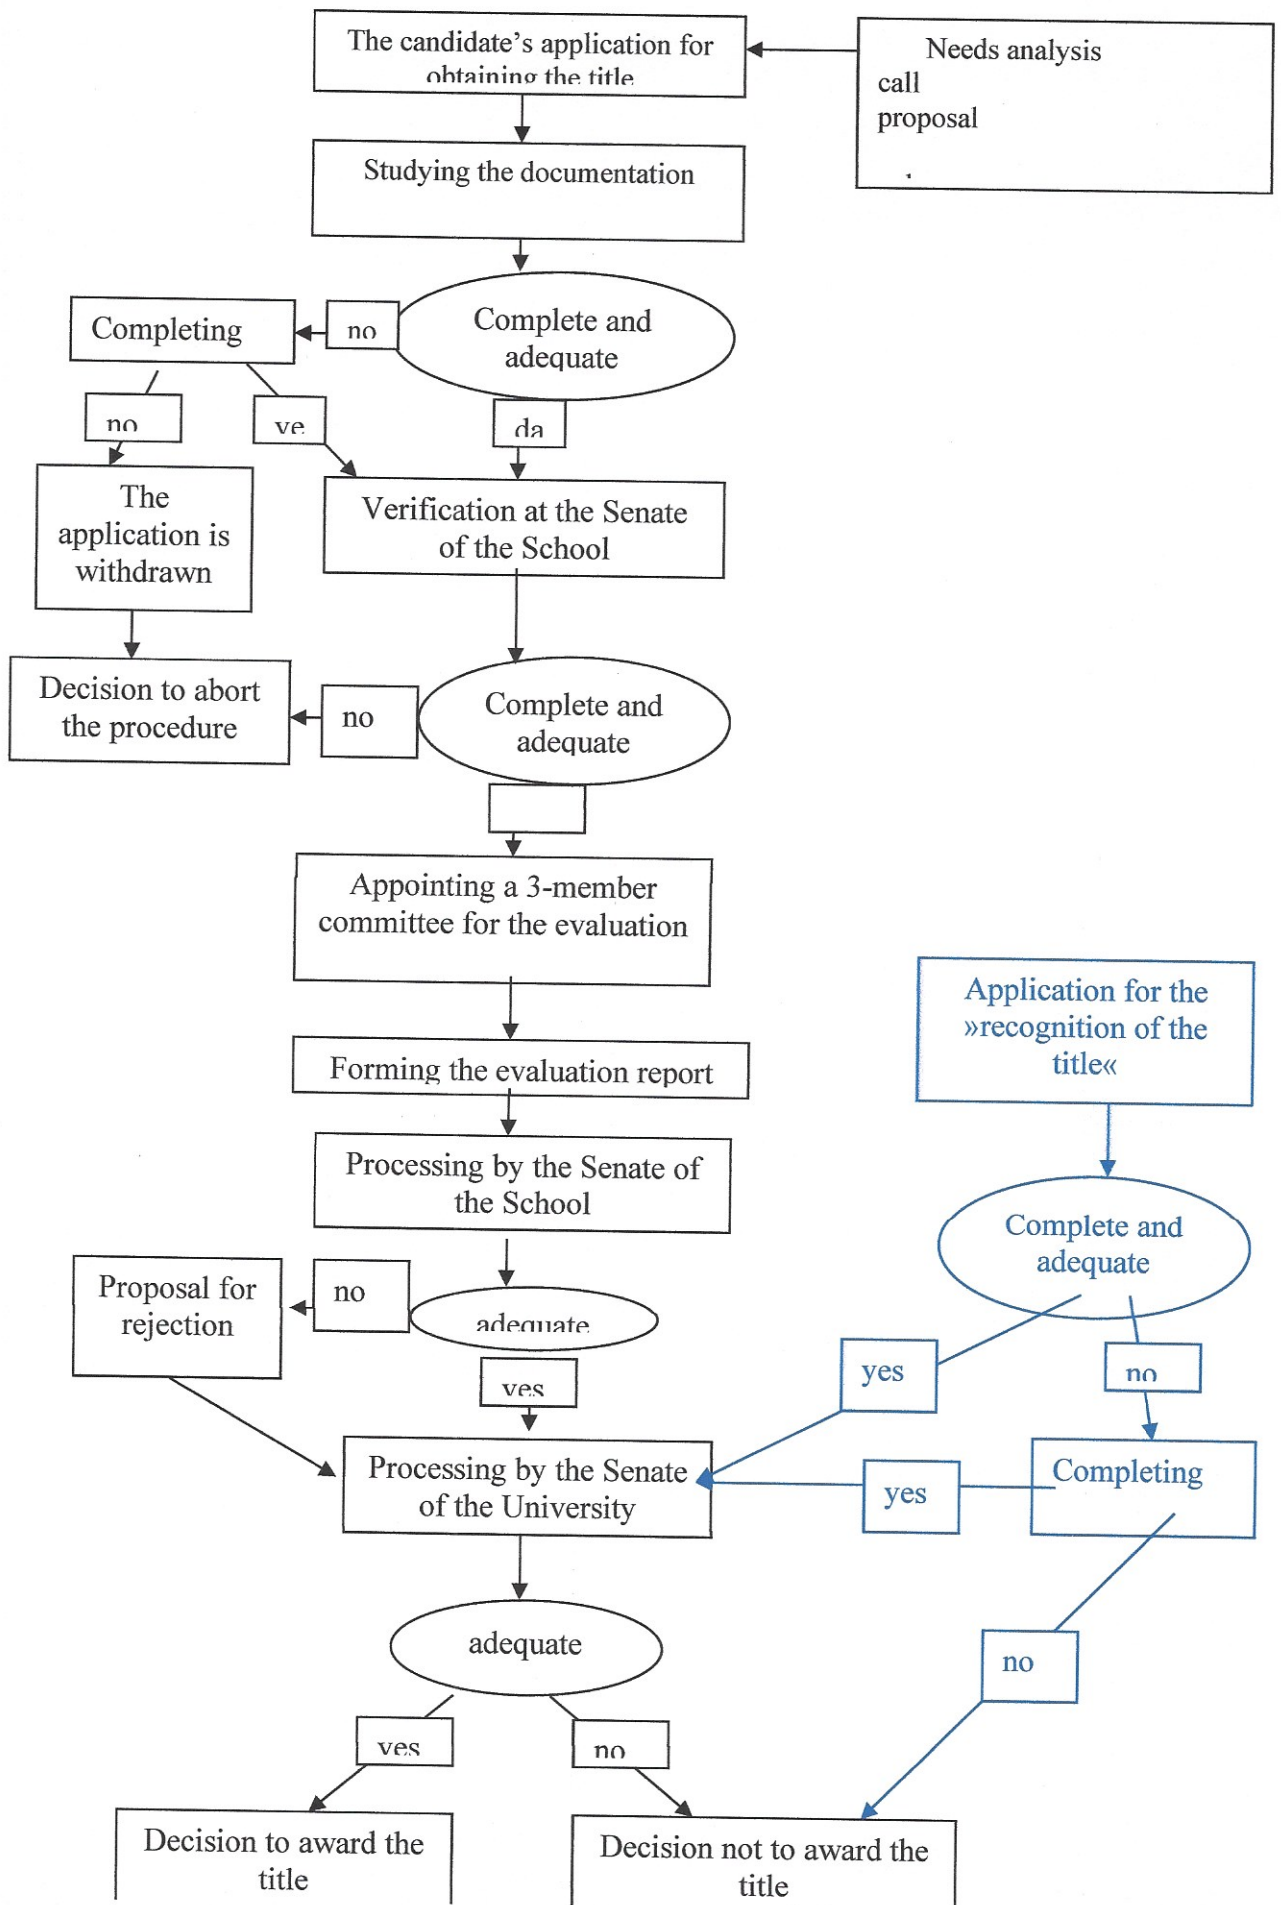 The candidate's application for
obtaining the title
Needs analysis
call
proposal
Studying the documentation
Complete and
adequate
no
Completing
no
ve
da
The
application is
withdrawn
Verification at the Senate
of the School
Decision to abort
the procedure
no
Complete and
adequate
Appointing a 3-member
committee for the evaluation
Forming the evaluation report
Processing by the Senate of
the School
Application for the
»recognition of the
title«
Complete and
adequate
Proposal for
rejection
no
adequate
yes
yes
no
Processing by the Senate
of the University
yes
Completing
adequate
no
yes
no
Decision to award the
title
Decision not to award the
title